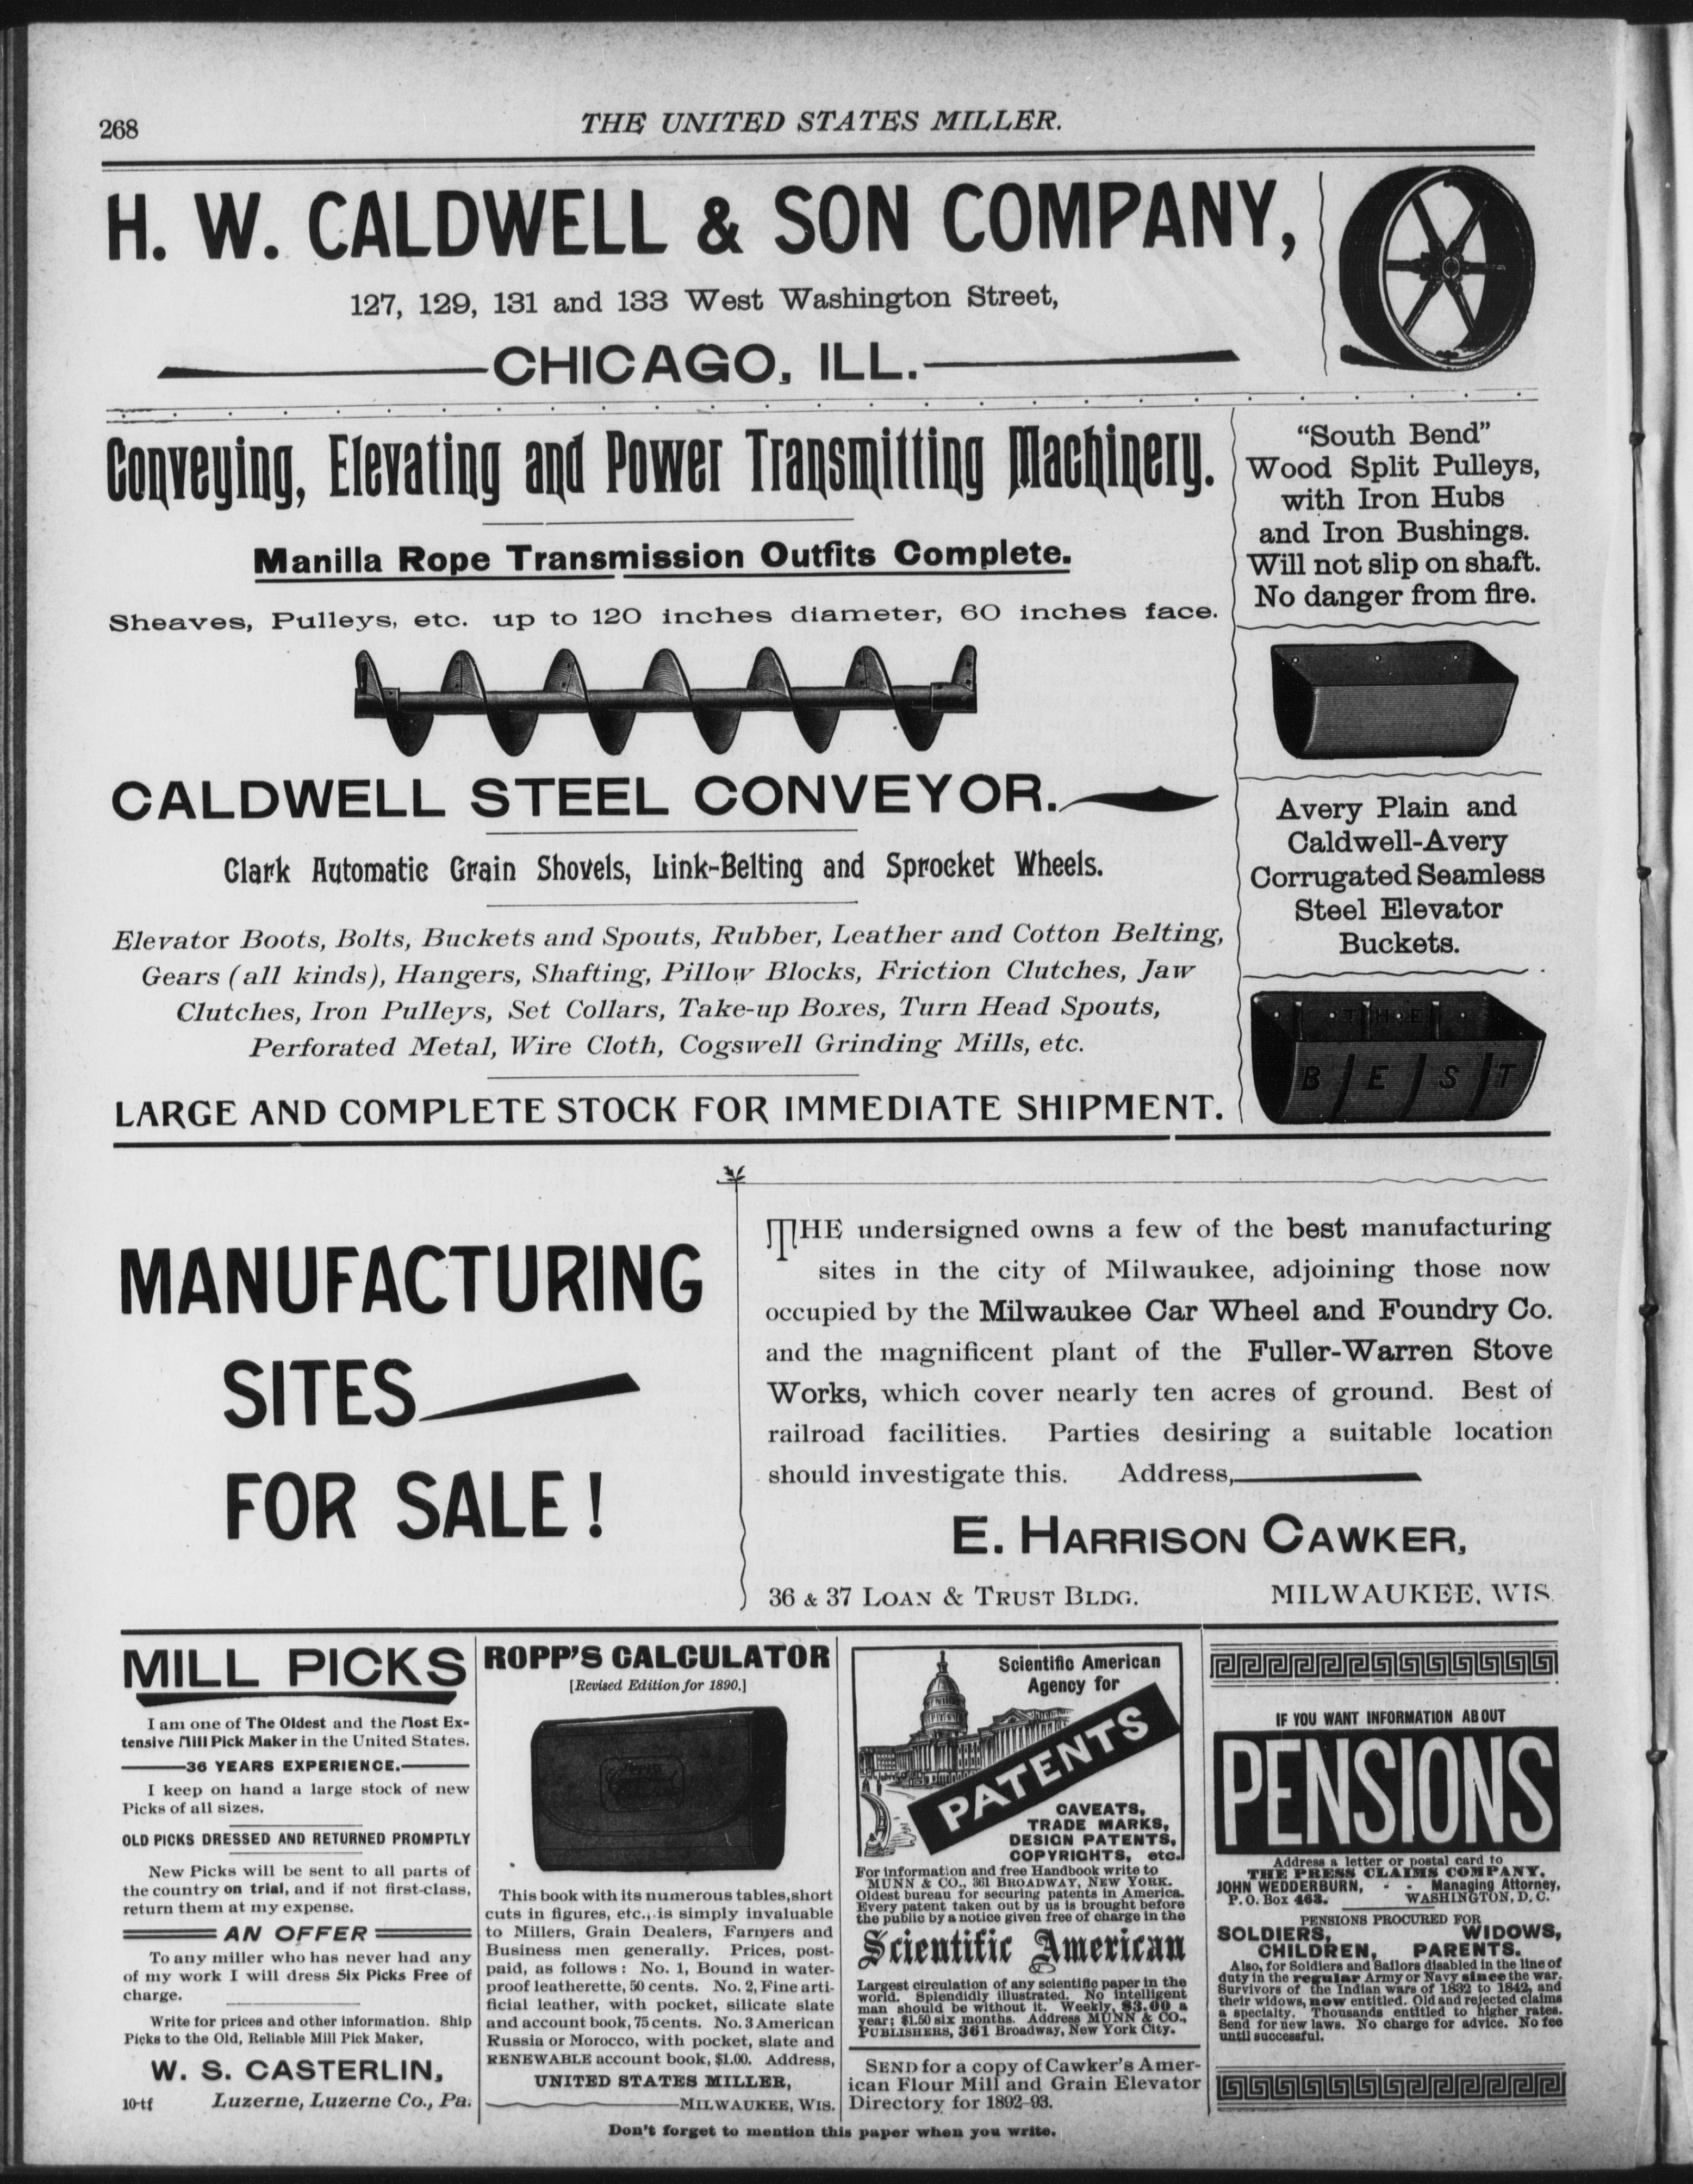 268
THE UNITED STATES MILLER.
H. W. CALDWELL & SON COMPANY,
127, 129, 131 and 133 West Washington Street,
CHICAGO, ILL.
Conveying, Elevating and Power Transmitting Machinery.
Manilla Rope Transmission Outfits Complete.
Sheaves, Pulleys, etc. up to 120 inches diameter, 60 inches face.
CALDWELL STEEL CONVEYOR.
Clark Automatic Grain Shovels, Link-Belting and Sprocket Wheels.
Elevator Boots, Bolts, Buckets and Spouts, Rubber, Leather and Cotton Belting,
Gears (all kinds), Hangers, Shafting, Pillow Blocks, Friction Clutches, Jaw
Clutches, Iron Pulleys, Set Collars, Take-up Boxes, Turn Head Spouts,
Perforated Metal, Wire Cloth, Cogswell Grinding Mills, etc.
LARGE AND COMPLETE STOCK FOR IMMEDIATE SHIPMENT.
"South Bend"
Wood Split Pulleys,
with Iron Hubs
and Iron Bushings.
Will not slip on shaft.
No danger from fire.
Avery Plain and
Caldwell-Avery
Corrugated Seamless
Steel Elevator
Buckets.
THE
BEST
MANUFACTURING
SITES
FOR SALE!
THE undersigned owns a few of the best manufacturing
sites in the city of Milwaukee, adjoining those now
occupied by the Milwaukee Car Wheel and Foundry Co.
and the magnificent plant of the Fuller-Warren Stove
Works, which cover nearly ten acres of ground. Best of
railroad facilities. Parties desiring a suitable location
should investigate this. Address,
E. HARRISON CAWKER,
36 & 37 LOAN & TRUST BLDG. MILWAUKEE, WIS.
MILL PICKS
I am one of The Oldest and the Most Ex-
tensive Mill Pick Maker in the United States.
36 YEARS EXPERIENCE.
I keep on hand a large stock of new
Picks of all sizes.
OLD PICKS DRESSED AND RETURNED PROMPTLY
New Picks will be sent to all parts of
the country on trial, and if not first-class,
return them at my expense.
AN OFFER
To any miller who has never had any
of my work I will dress Six Picks Free of
charge.
Write for prices and other information. Ship
Picks to the Old, Reliable Mill Pick Maker,
W. S. CASTERLIN,
10-tf Luzerne, Luzerne Co., Pa.
ROPP'S CALCULATOR
[Revised Edition for 1890.]
This book with its numerous tables, short
cuts in figures, etc., is simply invaluable
to Millers, Grain Dealers, Farmers and
Business men generally. Prices, post-
paid, as follows: No. 1, Bound in water-
proof leatherette, 50 cents. No. 2, Fine arti-
ficial leather, with pocket, silicate slate
and account book, 75 cents. No. 3 American
Russia or Morocco, with pocket, slate and
RENEWABLE account book, $1.00. Address,
UNITED STATES MILLER,
MILWAUKEE, WIS.
Scientific American
Agency for
PATENTS
CAVEATS,
TRADE MARKS,
DESIGN PATENTS,
COPYRIGHTS, etc.
For information and free Handbook write to
MUNN & CO., 361 BROADWAY, NEW YORK.
Oldest bureau for securing patents in America.
Every patent taken out by us is brought before
the public by a notice given free of charge in the
Scientific American
Largest circulation of any scientific paper in the
world. Splendidly illustrated. No intelligent
man should be without it. Weekly, $3.00 a
year; $1.50 six months. Address MUNN & CO.,
PUBLISHERS, 361 Broadway, New York City.
SEND for a copy of Cawker's Amer-
ican Flour Mill and Grain Elevator
Directory for 1892-93.
IF YOU WANT INFORMATION ABOUT
PENSIONS
Address a letter or postal card to
THE PRESS CLAIMS COMPANY,
JOHN WEDDERBURN, - - Managing Attorney,
P. O. Box 463. WASHINGTON, D. C.
PENSIONS PROCURED FOR
SOLDIERS, WIDOWS,
CHILDREN, PARENTS.
Also, for Soldiers and Sailors disabled in the line of
duty in the regular Army or Navy since the war.
Survivors of the Indian wars of 1832 to 1842, and
their widows, now entitled. Old and rejected claims
a specialty. Thousands entitled to higher rates.
Send for new laws. No charge for advice. No fee
until successful.
Don't forget to mention this paper when you write.